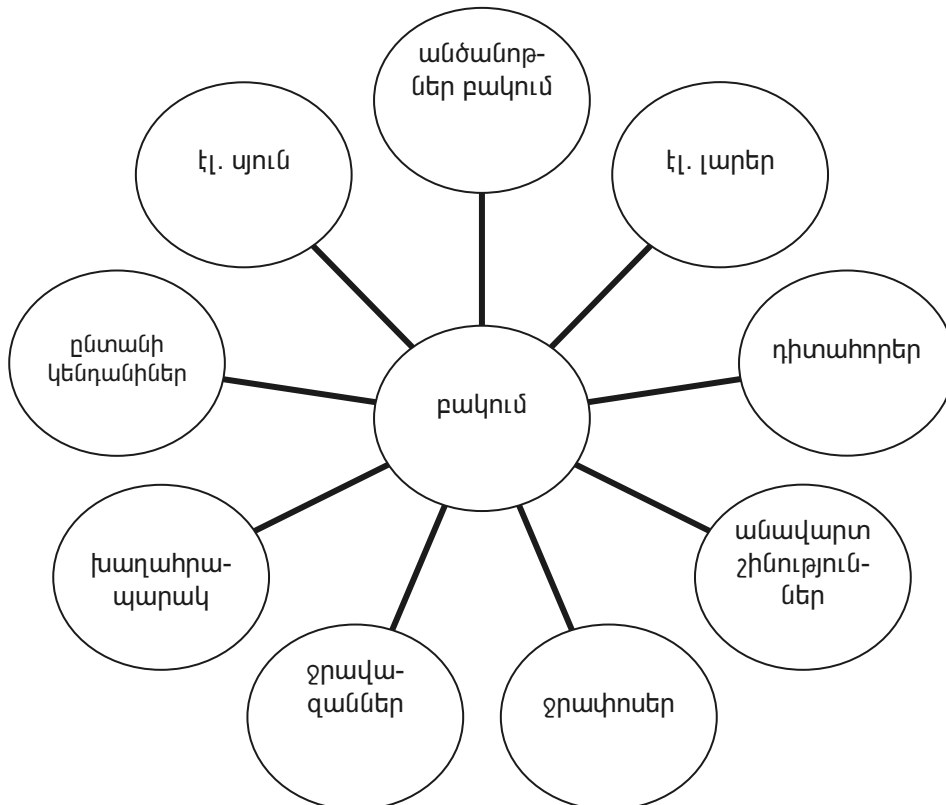 անծանոթ-
ներ բակում
էլ. սյուն
էլ. լարեր
ընտանի
կենդանիներ
դիտահորեր
բակում
անավարտ
շինություն-
ներ
խաղահրա-
պարակ
ջրավա-
զաններ
ջրափոսեր